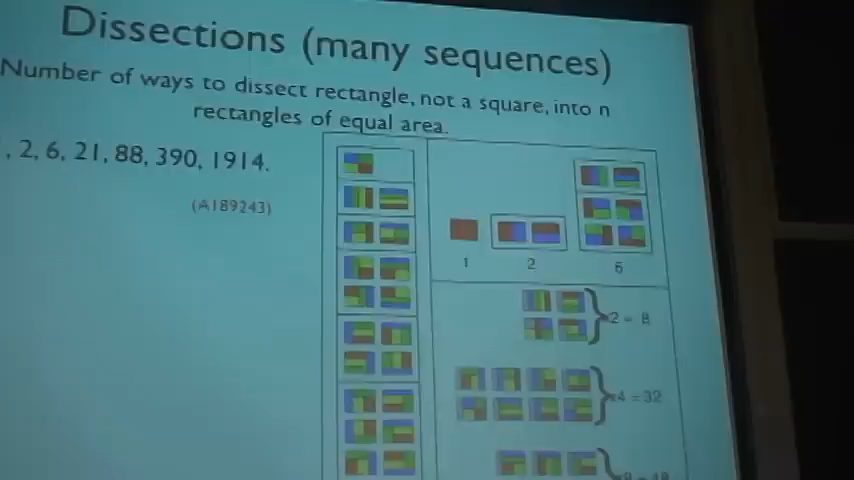 Dissections (many sequences)
Number of ways to dissect rectangle, not a square, into n
rectangles of equal area.
, 2, 6, 21, 88, 390, 1914.
(A189243)
1
2
6
2 = 8
×4 = 32